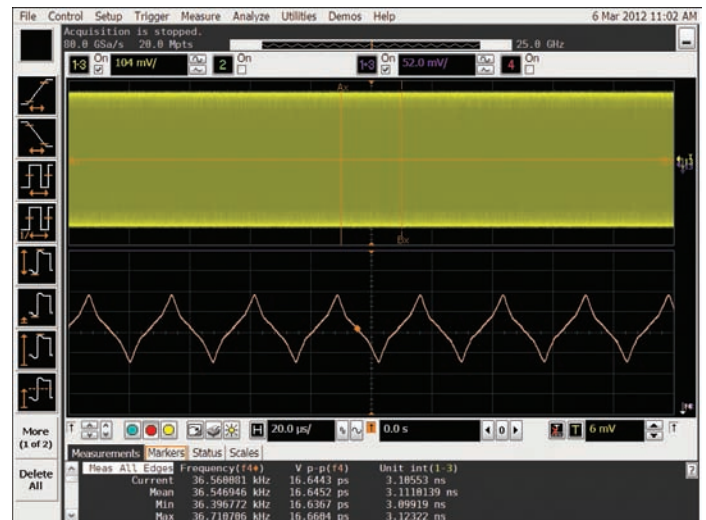 File Control Setup Trigger Measure Analyze Utilities Demos Help 6 Mar 2012 11:02 AM
Acquisition is stopped.
80.0 GSa/s 20.0 Mpts 25.0 GHz
1-3 On 104 mV/ 2 On 1+3 On 52.0 mV/ 4 On
Ax
Bx
More
(1 of 2)
Delete
All
H 20.0 µs/ 0.0 s 0 T 6 mV
Measurements Markers Status Scales
Meas All Edges Frequency(f4) V p-p(f4) Unit int(1-3)
Current 36.560081 kHz 16.6443 ps 3.10553 ns
Mean 36.546946 kHz 16.6452 ps 3.1110139 ns
Min 36.396772 kHz 16.6367 ps 3.09919 ns
Max 36.710706 kHz 16.6604 ps 3.12322 ns